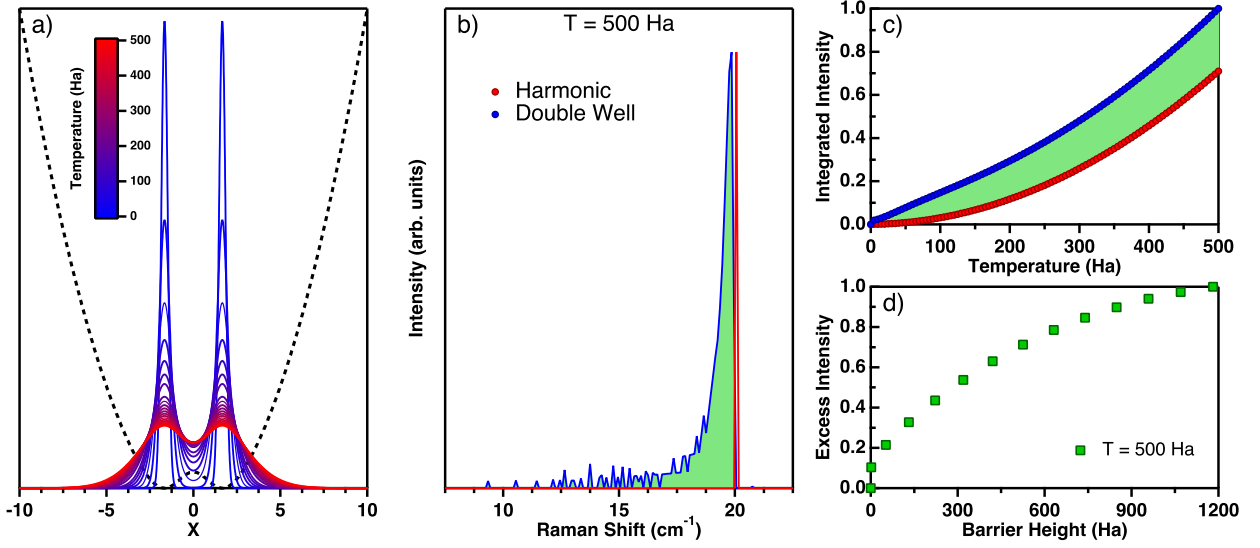 a)
Temperature (Ha)
500
400
300
200
100
0
-10
-5
0
5
10
X
b)
T = 500 Ha
Harmonic
Double Well
Intensity (arb. units)
10
15
20
Raman Shift (cm-1)
c)
Integrated Intensity
1.0
0.8
0.6
0.4
0.2
0.0
0
100
200
300
400
500
Temperature (Ha)
d)
Excess Intensity
1.0
0.8
0.6
0.4
0.2
0.0
T = 500 Ha
0
300
600
900
1200
Barrier Height (Ha)